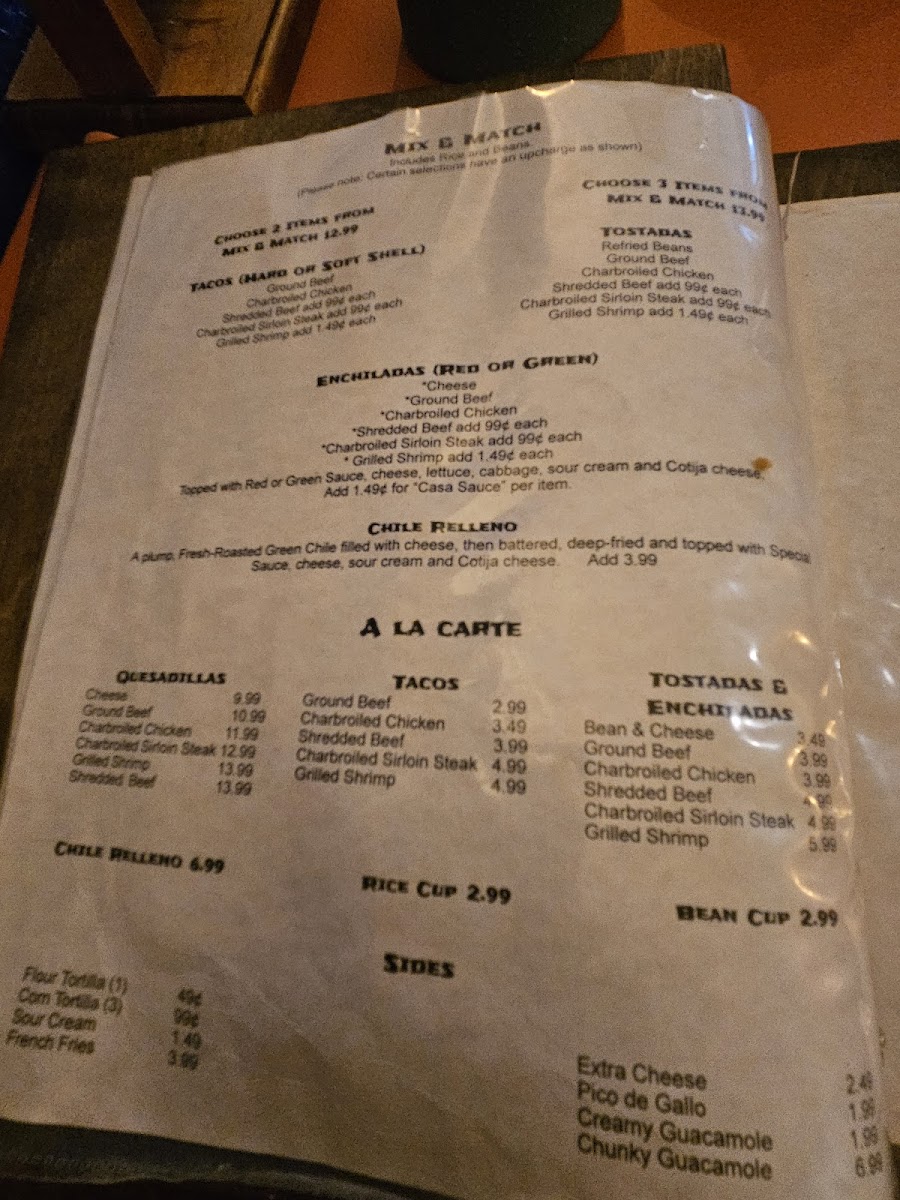 MIX & MATCH
Includes Rice and Beans
(Please note: Certain selections have an upcharge as shown)
CHOOSE 2 ITEMS FROM
MIX & MATCH 12.99
TACOS (HARD OR SOFT SHELL)
Ground Beef
Charbroiled Chicken
Shredded Beef add 99¢ each
Charbroiled Sirloin Steak add 99¢ each
Grilled Shrimp add 1.49¢ each
CHOOSE 3 ITEMS FROM
MIX & MATCH 13.99
TOSTADAS
Refried Beans
Ground Beef
Charbroiled Chicken
Shredded Beef add 99¢ each
Charbroiled Sirloin Steak add 99¢ each
Grilled Shrimp add 1.49¢ each
ENCHILADAS (RED OR GREEN)
*Cheese
*Ground Beef
*Charbroiled Chicken
*Shredded Beef add 99¢ each
*Charbroiled Sirloin Steak add 99¢ each
* Grilled Shrimp add 1.49¢ each
Topped with Red or Green Sauce, cheese, lettuce, cabbage, sour cream and Cotija cheese.
Add 1.49¢ for "Casa Sauce" per item.
CHILE RELLENO
A plump, Fresh-Roasted Green Chile filled with cheese, then battered, deep-fried and topped with Special
Sauce, cheese, sour cream and Cotija cheese. Add 3.99
A LA CARTE
QUESADILLAS
Cheese 9.99
Ground Beef 10.99
Charbroiled Chicken 11.99
Charbroiled Sirloin Steak 12.99
Grilled Shrimp 13.99
Shredded Beef 13.99
TACOS
Ground Beef 2.99
Charbroiled Chicken 3.49
Shredded Beef 3.99
Charbroiled Sirloin Steak 4.99
Grilled Shrimp 4.99
TOSTADAS &
ENCHILADAS
Bean & Cheese 3.49
Ground Beef 3.99
Charbroiled Chicken 3.99
Shredded Beef 4.99
Charbroiled Sirloin Steak 4.99
Grilled Shrimp 5.99
CHILE RELLENO 6.99
RICE CUP 2.99
BEAN CUP 2.99
SIDES
Flour Tortilla (1) 49¢
Corn Tortilla (3) 99¢
Sour Cream 1.49
French Fries 3.99
Extra Cheese 2.49
Pico de Gallo 1.99
Creamy Guacamole 1.99
Chunky Guacamole 6.99